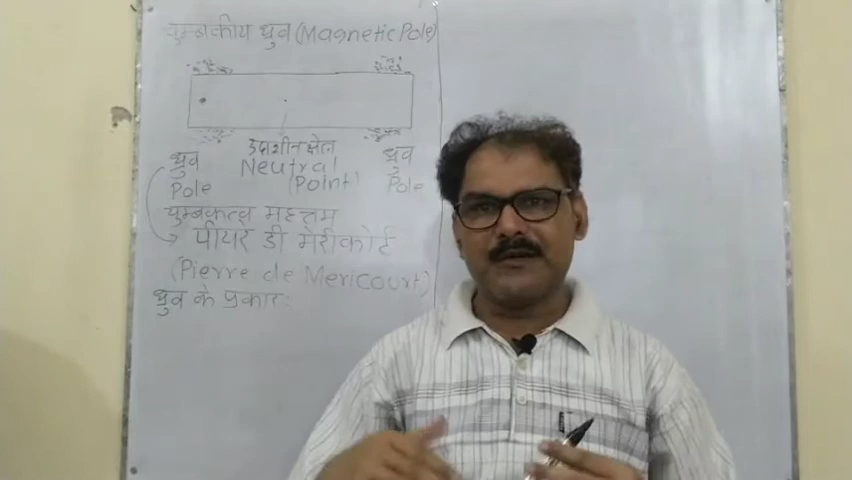 चुम्बकीय ध्रुव (Magnetic Pole)
ध्रुव उदाशीन क्षेत्र ध्रुव
Pole Neutral (Point) Pole
चुम्बकत्व महत्तम
पीयर डी मेरीकोर्ट
(Pierre de Mericourt)
ध्रुव के प्रकार: